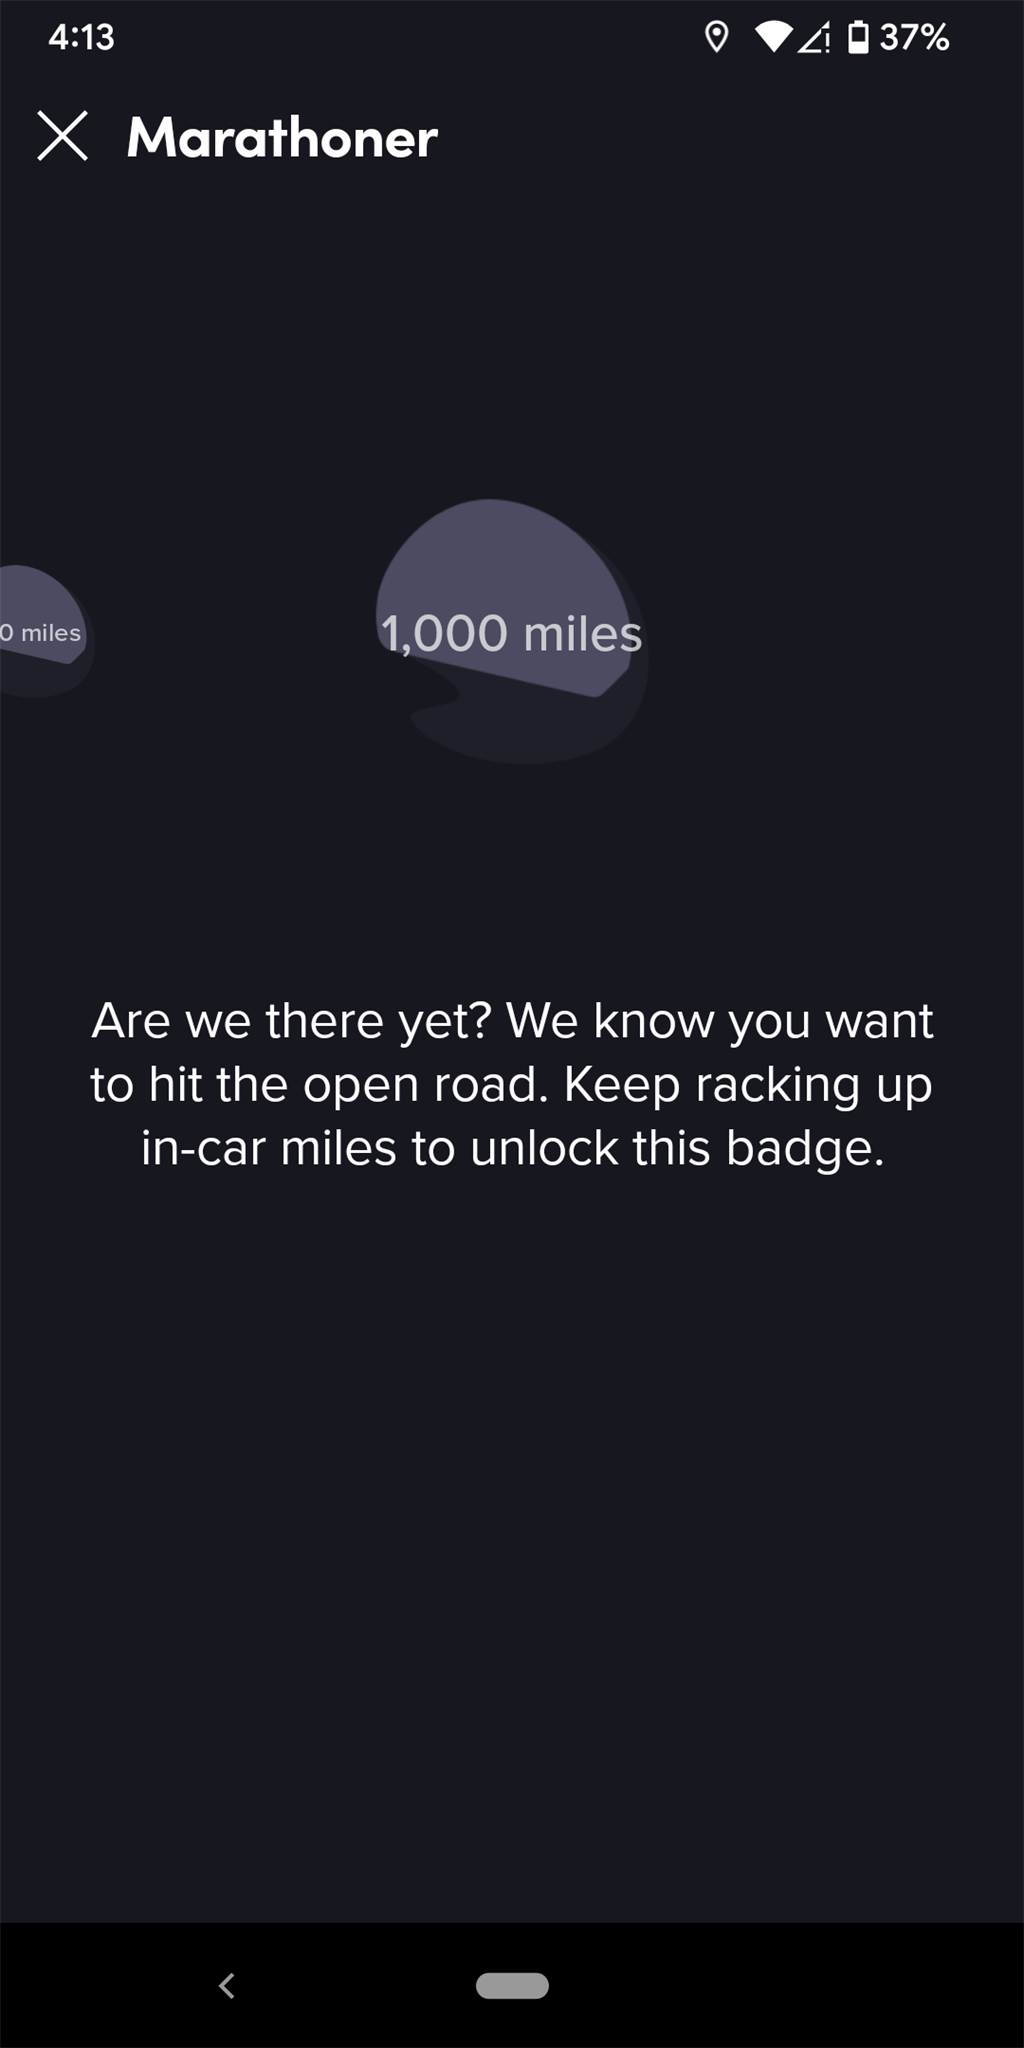 4:13
37%
Marathoner
0 miles
1,000 miles
Are we there yet? We know you want
to hit the open road. Keep racking up
in-car miles to unlock this badge.